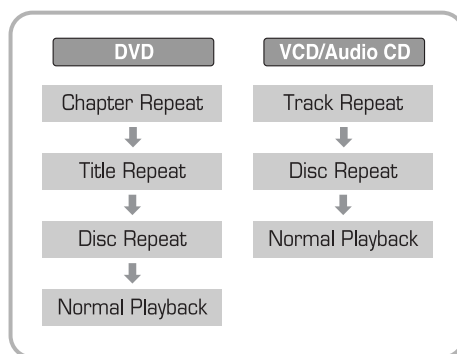 DVD
Chapter Repeat
Title Repeat
Disc Repeat
Normal Playback
VCD/Audio CD
Track Repeat
Disc Repeat
Normal Playback